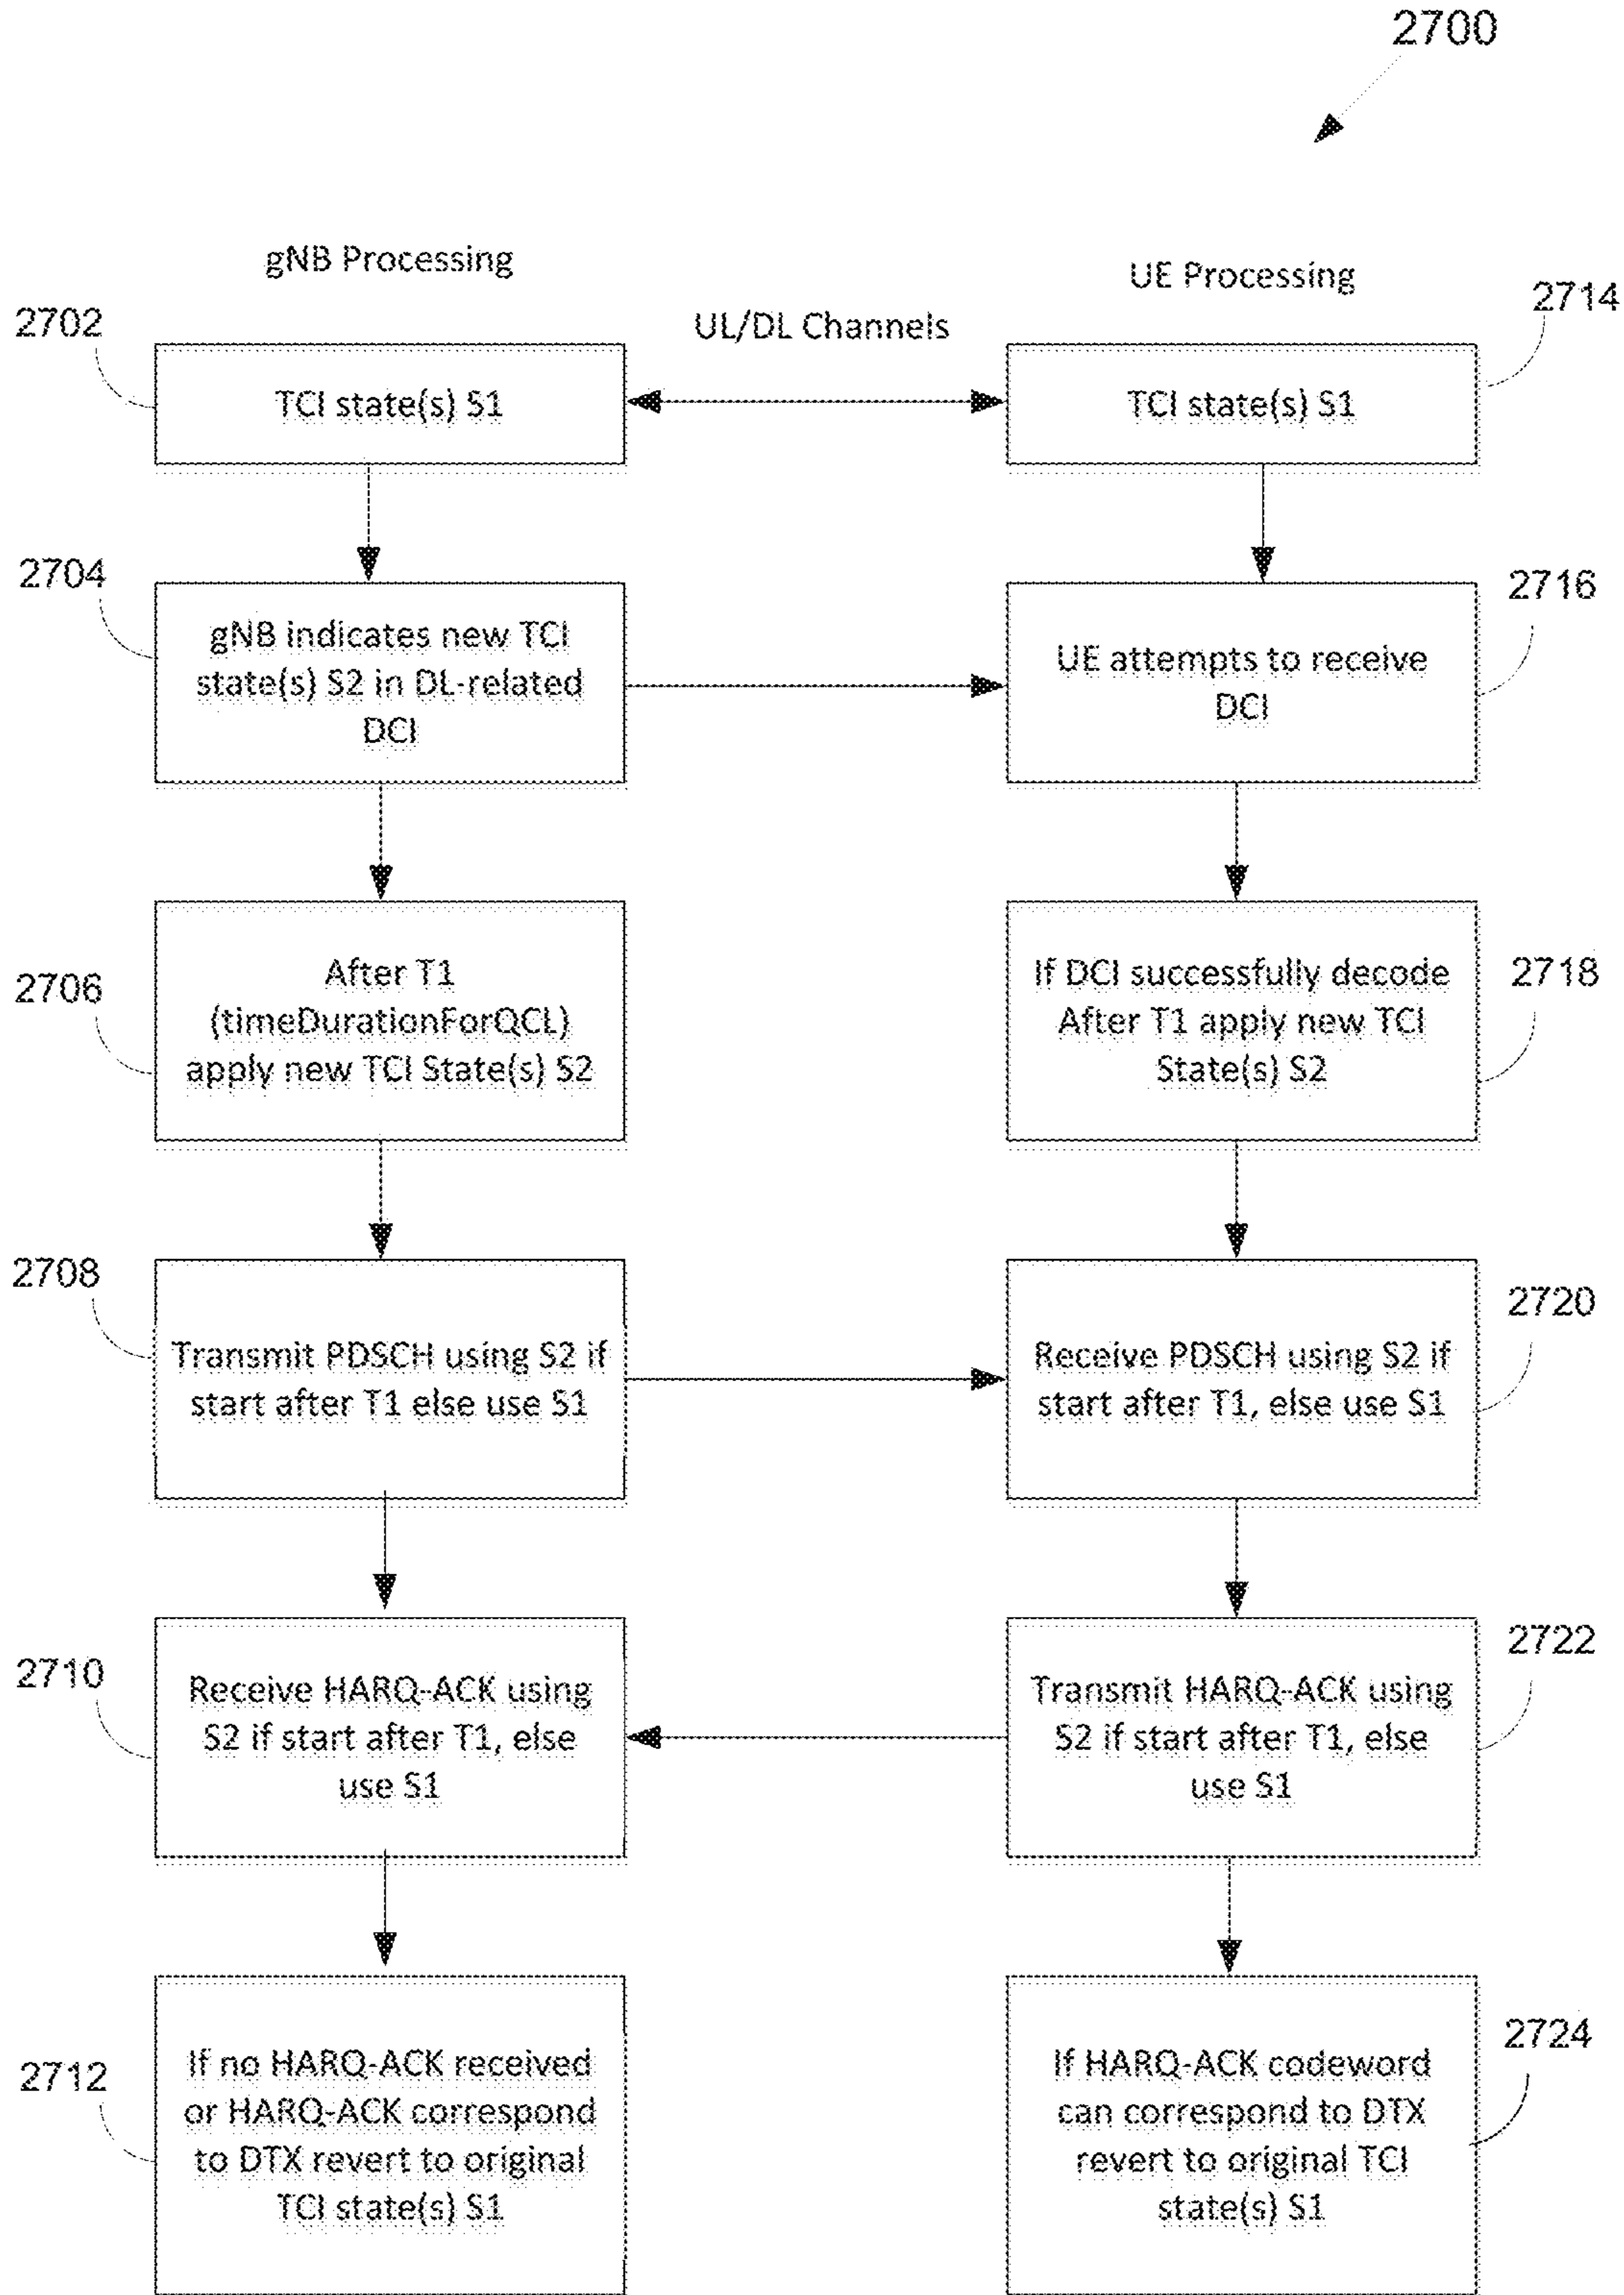 2700
gNB Processing
UE Processing
UL/DL Channels
2702
TCI state(s) S1
TCI state(s) S1
2714
2704
gNB indicates new TCI
state(s) S2 in DL-related
DCI
UE attempts to receive
DCI
2716
2706
After T1
(timeDurationForQCL)
apply new TCI State(s) S2
If DCI successfully decode
After T1 apply new TCI
State(s) S2
2718
2708
Transmit PDSCH using S2 if
start after T1 else use S1
Receive PDSCH using S2 if
start after T1, else use S1
2720
2710
Receive HARQ-ACK using
S2 if start after T1, else
use S1
Transmit HARQ-ACK using
S2 if start after T1, else
use S1
2722
2712
If no HARQ-ACK received
or HARQ-ACK correspond
to DTX revert to original
TCI state(s) S1
If HARQ-ACK codeword
can correspond to DTX
revert to original TCI
state(s) S1
2724